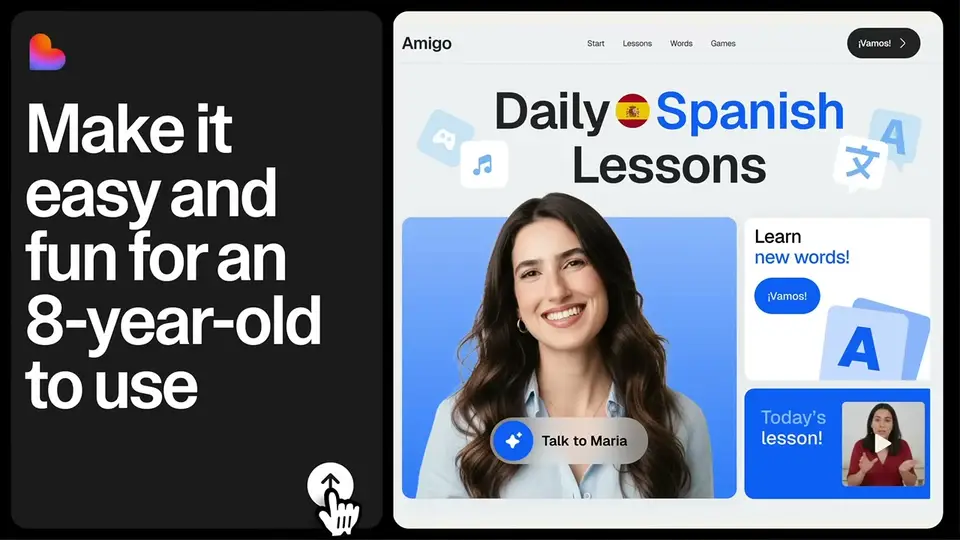 Make it
easy and
fun for an
8-year-old
to use
Amigo
Start
Lessons
Words
Games
¡Vamos!
Daily Spanish
Lessons
A
文
Talk to Maria
Learn
new words!
¡Vamos!
A
Today's
lesson!